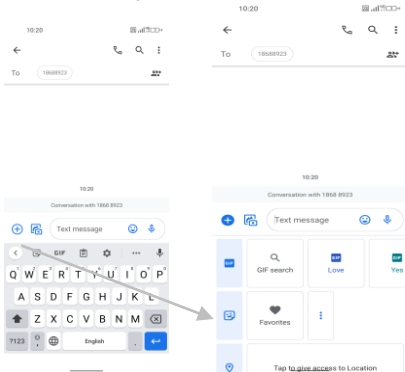 10:20
To 18688923
10:20
Conversation with 1868 8923
Text message
GIF
Q W E R T Y U I O P
A S D F G H J K L
Z X C V B N M
?123 , English .
10:20
To 18688923
10:20
Conversation with 1868 8923
Text message
GIF GIF search GIF Love GIF Yes
Favorites
Tap to give access to Location